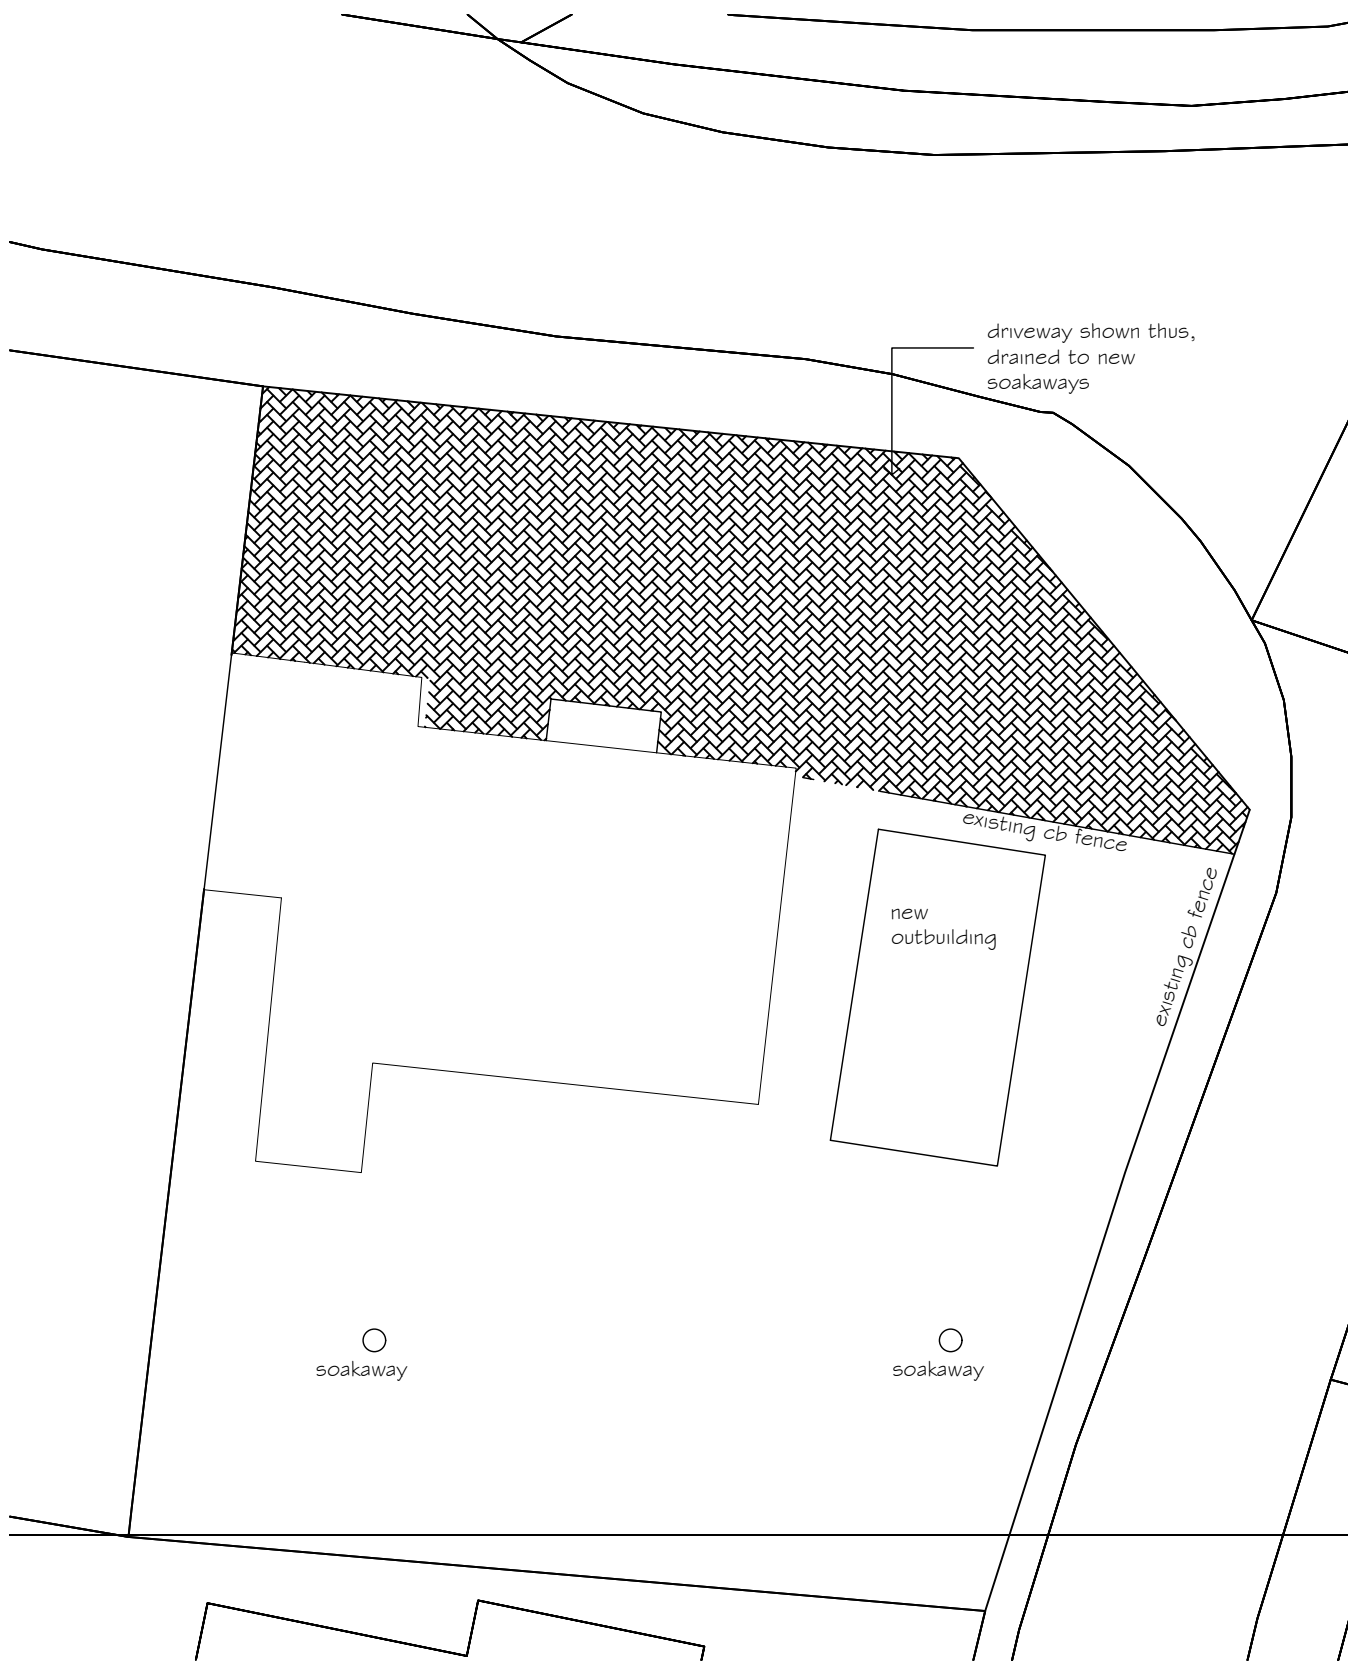 driveway shown thus,
drained to new
soakaways
existing cb fence
existing cb fence
new
outbuilding
soakaway
soakaway